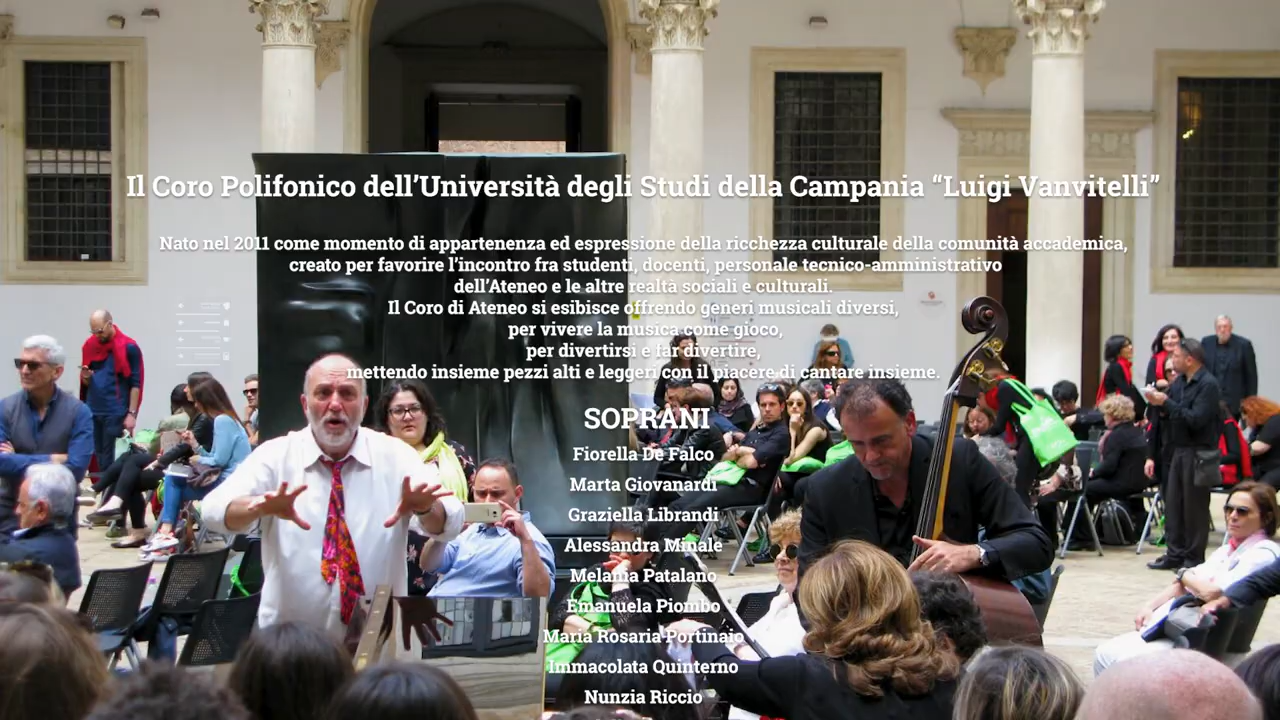 Il Coro Polifonico dell’Università degli Studi della Campania “Luigi Vanvitelli”
Nato nel 2011 come momento di appartenenza ed espressione della ricchezza culturale della comunità accademica,
creato per favorire l’incontro fra studenti, docenti, personale tecnico-amministrativo
dell’Ateneo e le altre realtà sociali e culturali.
Il Coro di Ateneo si esibisce offrendo generi musicali diversi,
per vivere la musica come gioco,
per divertirsi e far divertire,
mettendo insieme pezzi alti e leggeri con il piacere di cantare insieme.
SOPRANI
Fiorella De Falco
Marta Giovanardi
Graziella Librandi
Alessandra Minale
Melania Patalano
Emanuela Piombo
Maria Rosaria Portinaio
Immacolata Quinterno
Nunzia Riccio